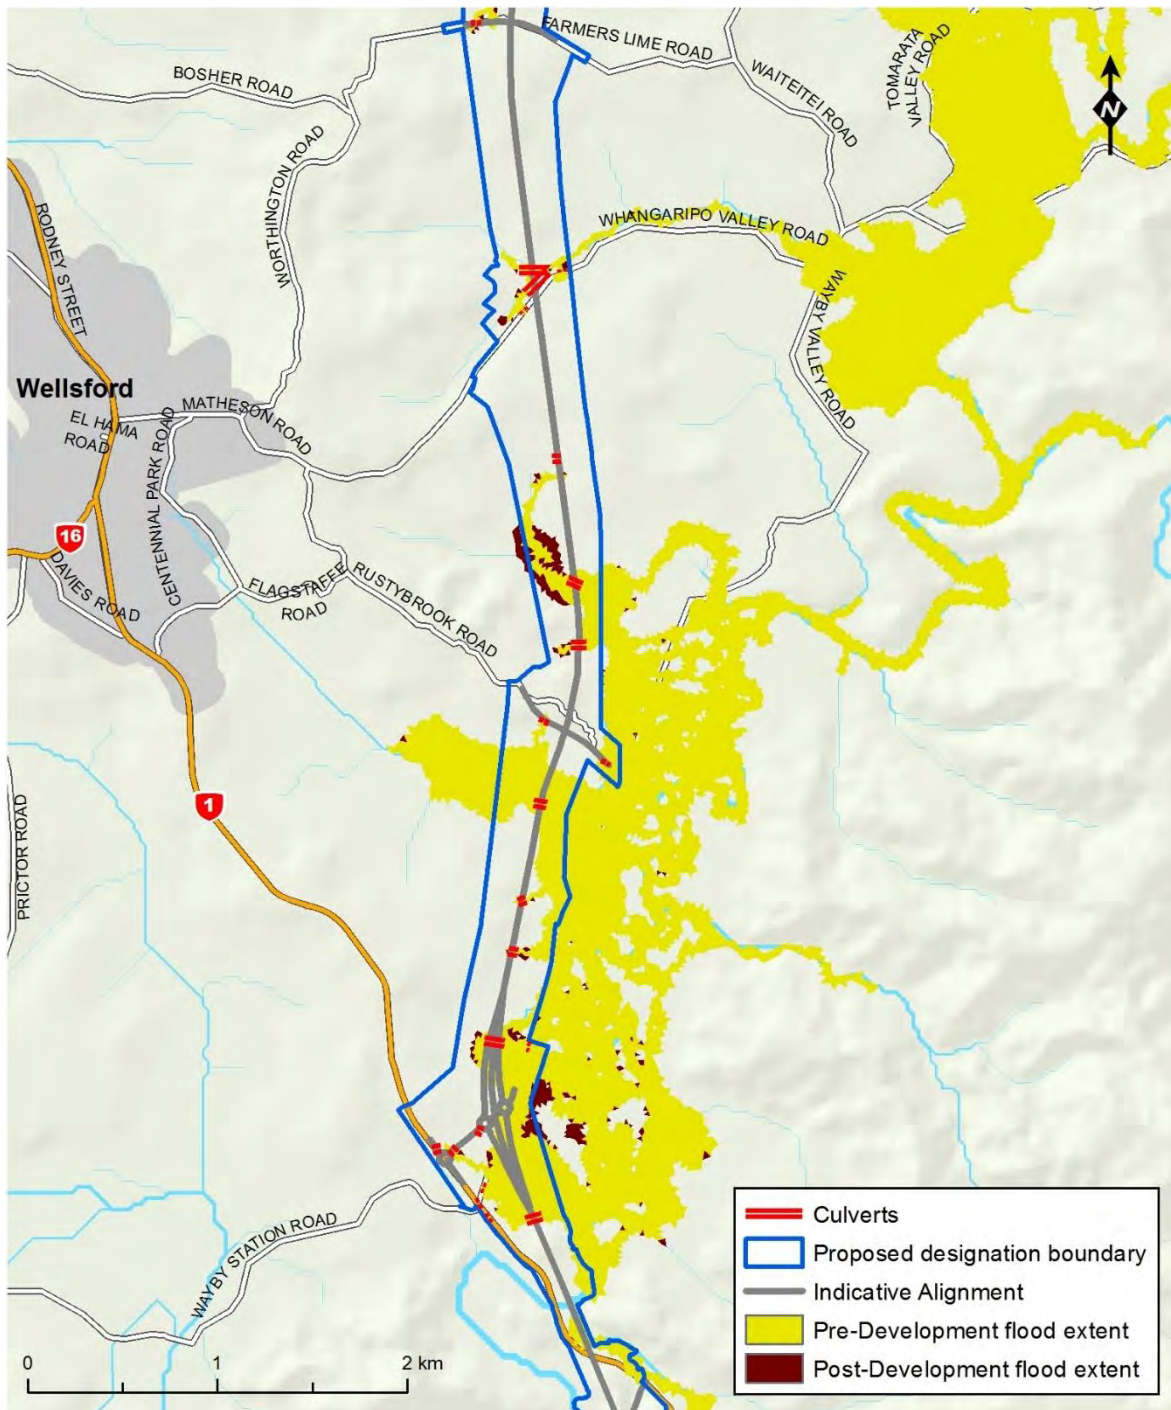 FARMERS LIME ROAD
BOSHER ROAD
WAITEITEI ROAD
TOMARATA
VALLEY ROAD
N
WORTHINGTON ROAD
WHANGARIPO VALLEY ROAD
RODNEY STREET
WAYBY VALLEY ROAD
Wellsford
EL HAMA
ROAD
MATHESON ROAD
CENTENNIAL PARK ROAD
16
DAVIES ROAD
FLAGSTAFFE
ROAD
RUSTYBROOK ROAD
1
PRICTOR ROAD
WAYBY STATION ROAD
Culverts
Proposed designation boundary
Indicative Alignment
Pre-Development flood extent
Post-Development flood extent
0 1 2 km